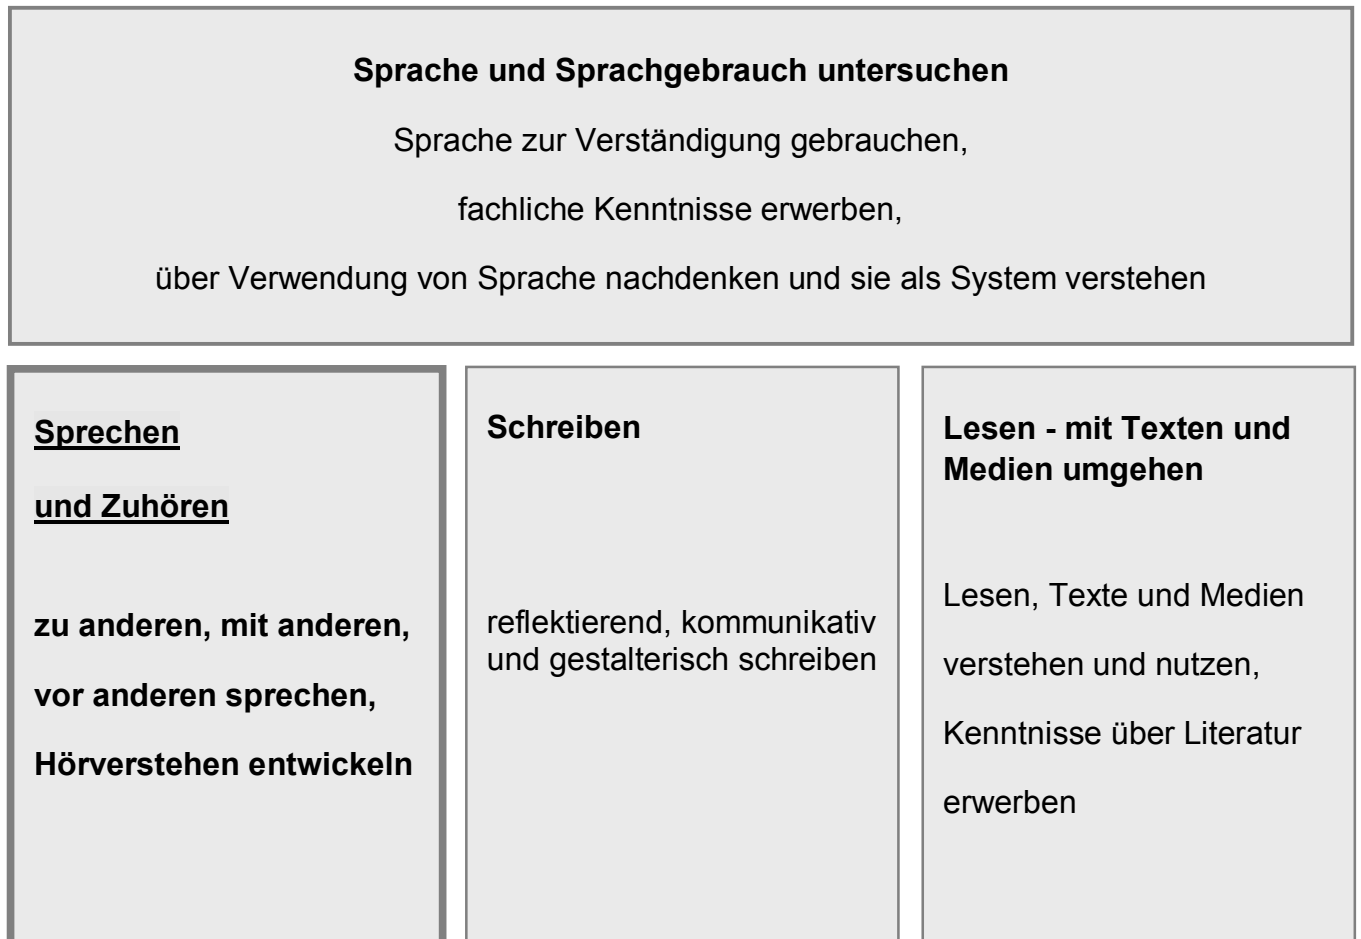 Sprache und Sprachgebrauch untersuchen
Sprache zur Verständigung gebrauchen,
fachliche Kenntnisse erwerben,
über Verwendung von Sprache nachdenken und sie als System verstehen
Sprechen
und Zuhören
zu anderen, mit anderen,
vor anderen sprechen,
Hörverstehen entwickeln
Schreiben
reflektierend, kommunikativ
und gestalterisch schreiben
Lesen - mit Texten und
Medien umgehen
Lesen, Texte und Medien
verstehen und nutzen,
Kenntnisse über Literatur
erwerben